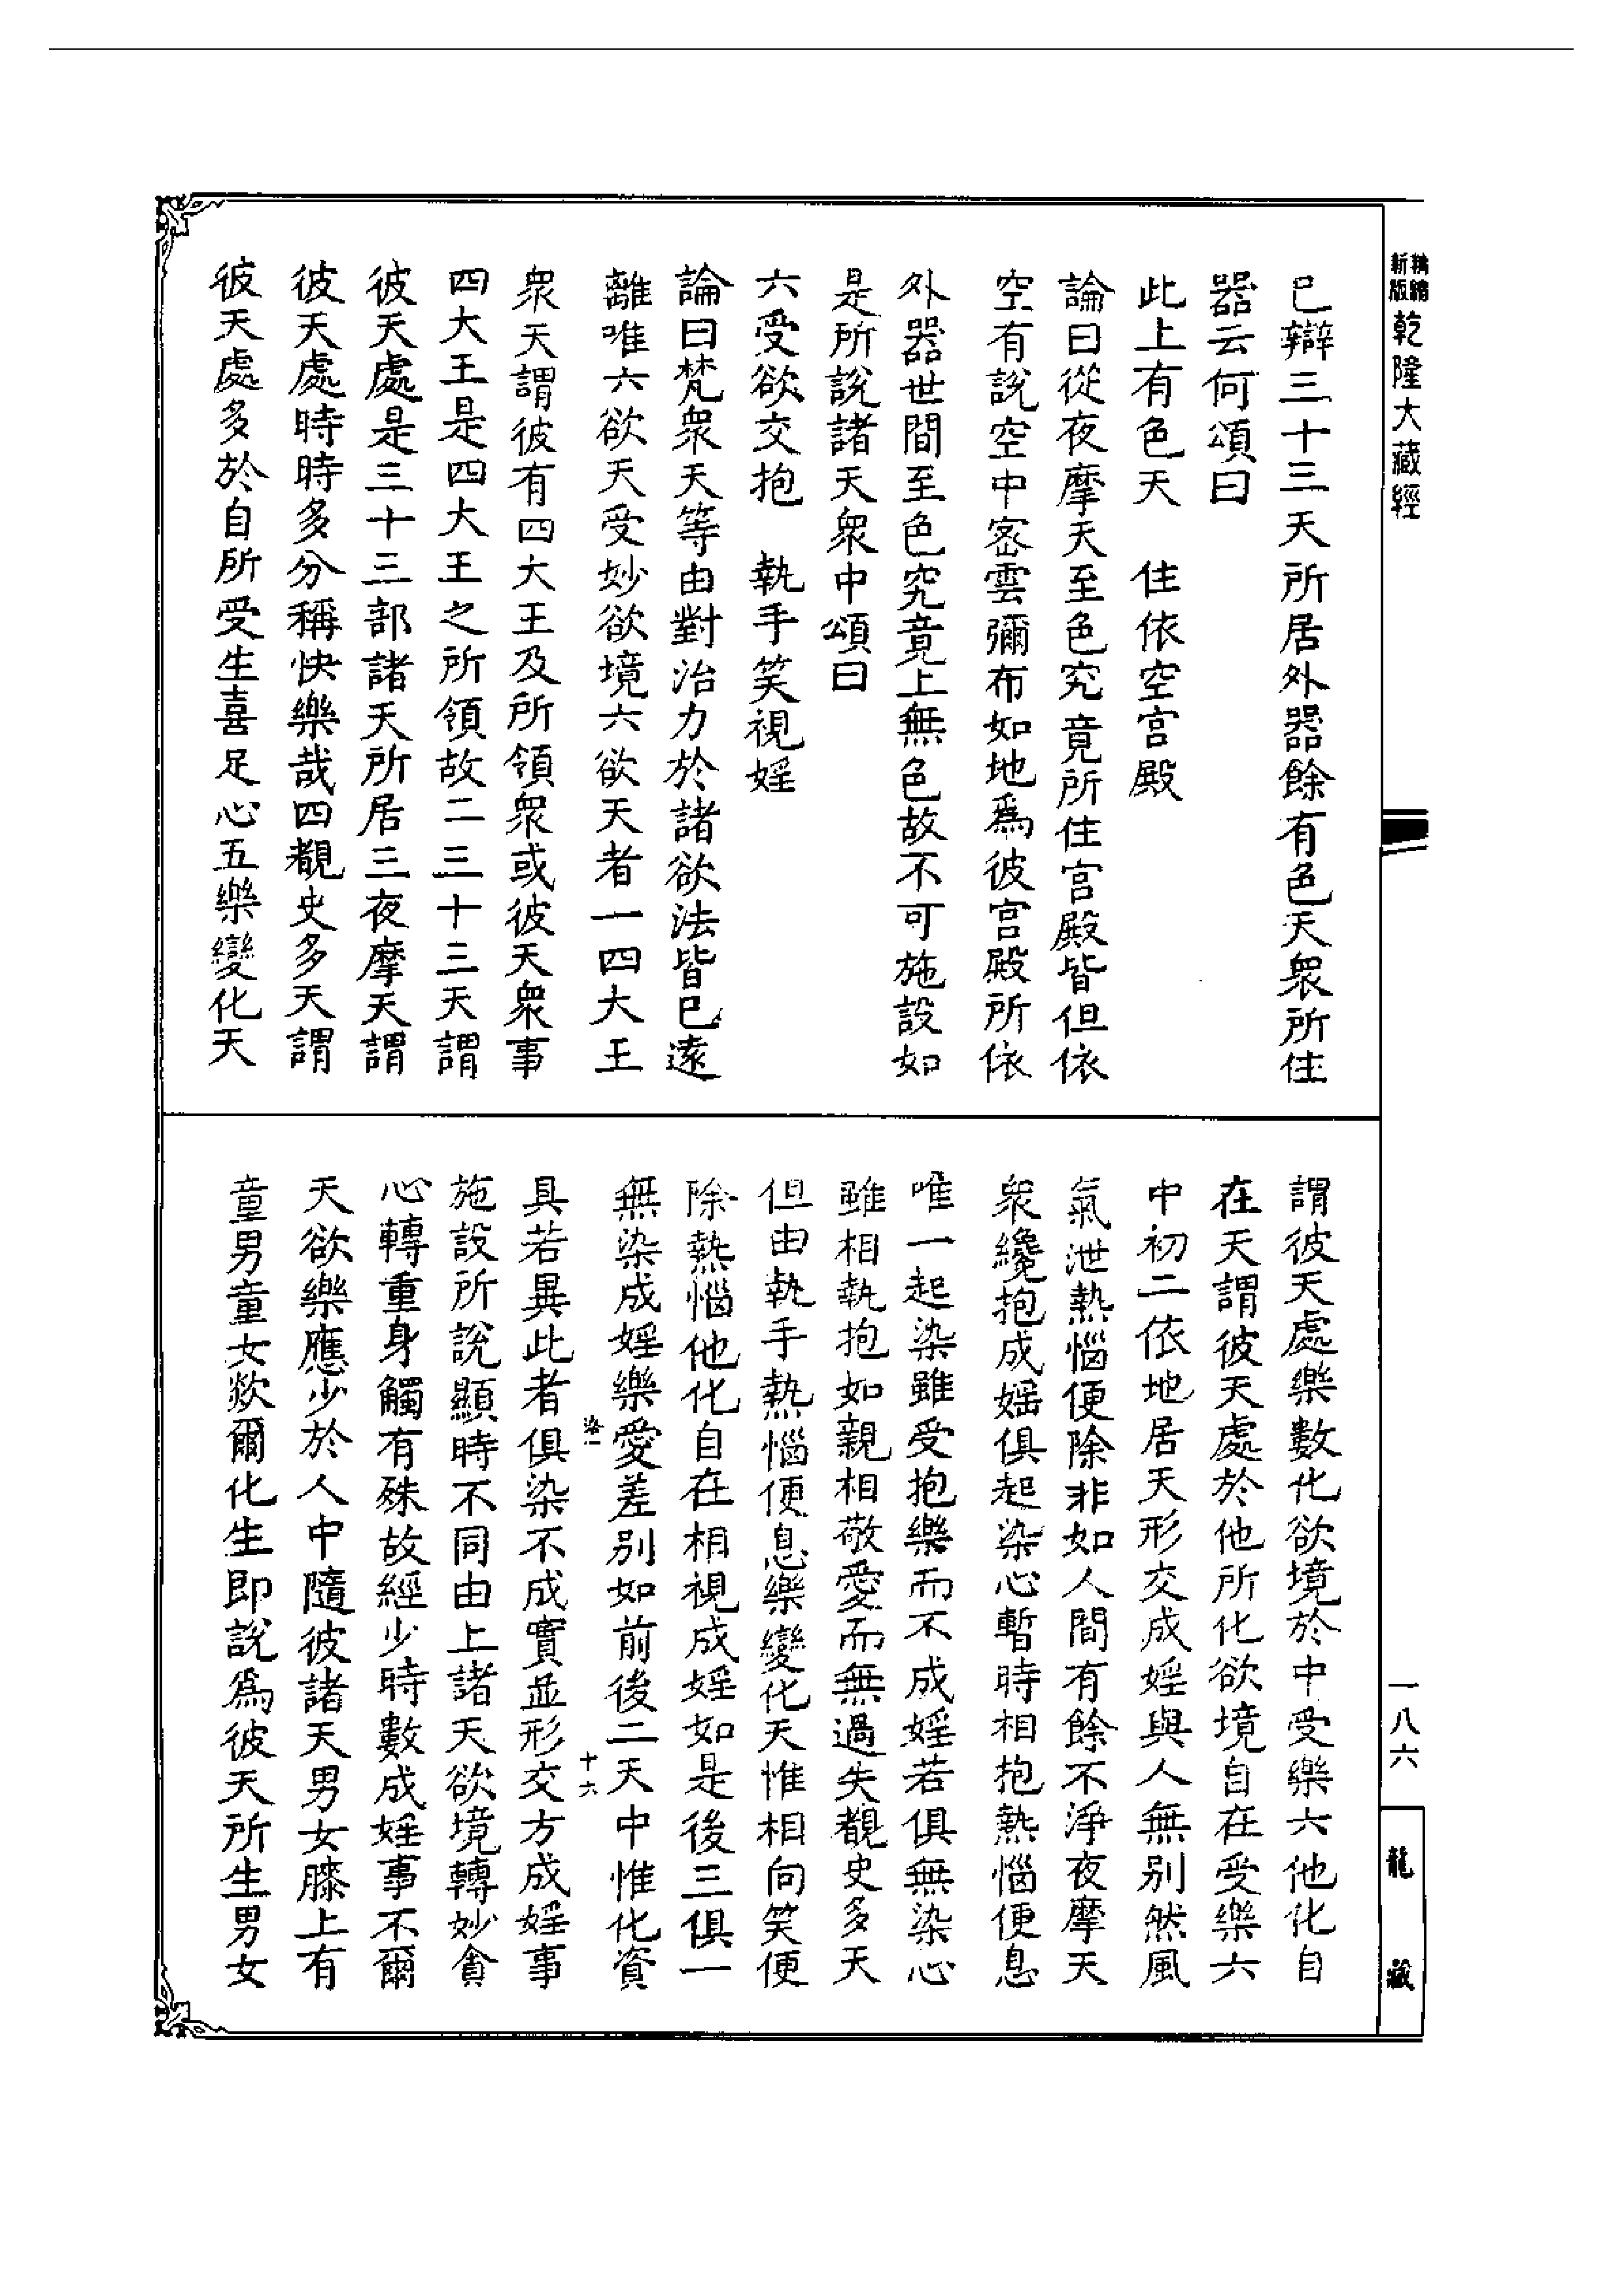 新版精縮乾隆大藏經
一八六
龍藏
已辯三十三天所居外器餘有色天衆所住
器云何頌曰
此上有色天　住依空宮殿
論曰從夜摩天至色究竟所住宮殿皆但依
空有說空中密雲彌布如地爲彼宮殿所依
外器世間至色究竟上無色故不可施設如
是所說諸天衆中頌曰
六受欲交抱　執手笑視婬
論曰梵衆天等由對治力於諸欲法皆已遠
離唯六欲天受妙欲境六欲天者一四大王
衆天謂彼有四大王及所領衆或彼天衆事
四大王是四大王之所領故二三十三天謂
彼天處是三十三部諸天所居三夜摩天謂
彼天處時時多分稱快樂哉四覩史多天謂
彼天處多於自所受生喜足心五樂變化天
謂彼天處樂數化欲境於中受樂六他化自
在天謂彼天處於他所化欲境自在受樂六
中初二依地居天形交成婬與人無別然風
氣泄熱惱便除非如人間有餘不淨夜摩天
衆纔抱成婬俱起染心暫時相抱熱惱便息
唯一起染雖受抱樂而不成婬若俱無染心
雖相執抱如親相敬愛而無過失覩史多天
但由執手熱惱便息樂變化天惟相向笑便
除熱惱他化自在相視成婬如是後三俱一
無染成婬樂愛差別如前後二天中惟化資
染一　十六
具若異此者俱染不成實並形交方成婬事
施設所說顯時不同由上諸天欲境轉妙貪
心轉重身觸有殊故經少時數成婬事不爾
天欲樂應少於人中隨彼諸天男女膝上有
童男童女欻爾化生即說爲彼天所生男女